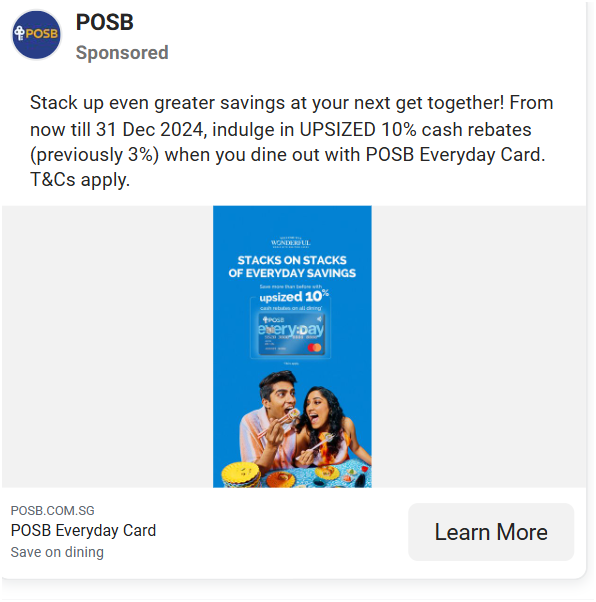 POSB
POSB
Sponsored
Stack up even greater savings at your next get together! From
now till 31 Dec 2024, indulge in UPSIZED 10% cash rebates
(previously 3%) when you dine out with POSB Everyday Card.
T&Cs apply.
WONDERFUL
STACKS ON STACKS
OF EVERYDAY SAVINGS
Save more than before with
upsized 10%
cash rebates on all dining
POSB
everyday
POSB.COM.SG
POSB Everyday Card
Save on dining
Learn More